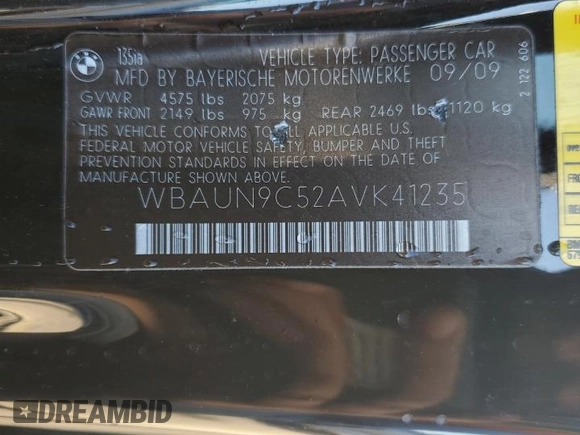 BMW
135ia
VEHICLE TYPE: PASSENGER CAR
MFD BY BAYERISCHE MOTORENWERKE 09/09
GVWR 4575 lbs 2075 kg
GAWR FRONT 2149 lbs 975 kg REAR 2469 lbs 1120 kg
THIS VEHICLE CONFORMS TO ALL APPLICABLE U.S.
FEDERAL MOTOR VEHICLE SAFETY, BUMPER AND THEFT
PREVENTION STANDARDS IN EFFECT ON THE DATE OF
MANUFACTURE SHOWN ABOVE.
WBAUN9C52AVK41235
2 122 606
DREAMBID